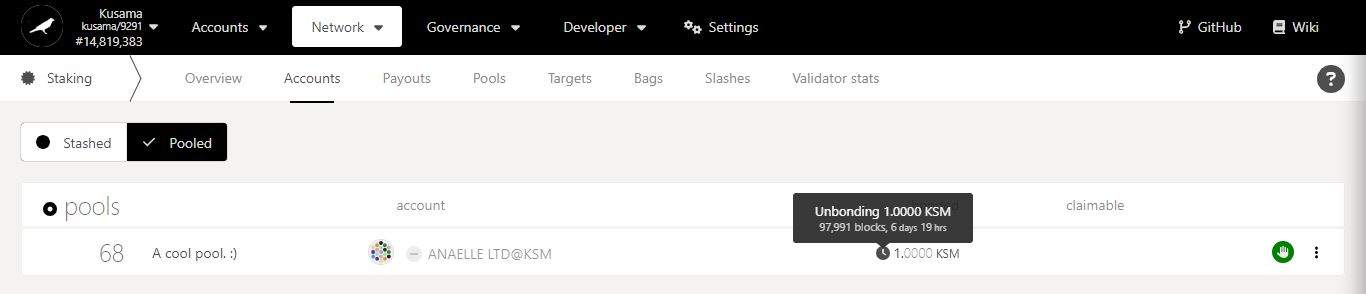 Kusama
kusama/9291
#14,819,383
Accounts
Network
Governance
Developer
Settings
GitHub
Wiki
Staking
Overview
Accounts
Payouts
Pools
Targets
Bags
Slashes
Validator stats
?
Stashed
Pooled
pools
account
claimable
Unbonding 1.0000 KSM
97,991 blocks, 6 days 19 hrs
68
A cool pool. :)
ANAELLE LTD@KSM
1.0000 KSM